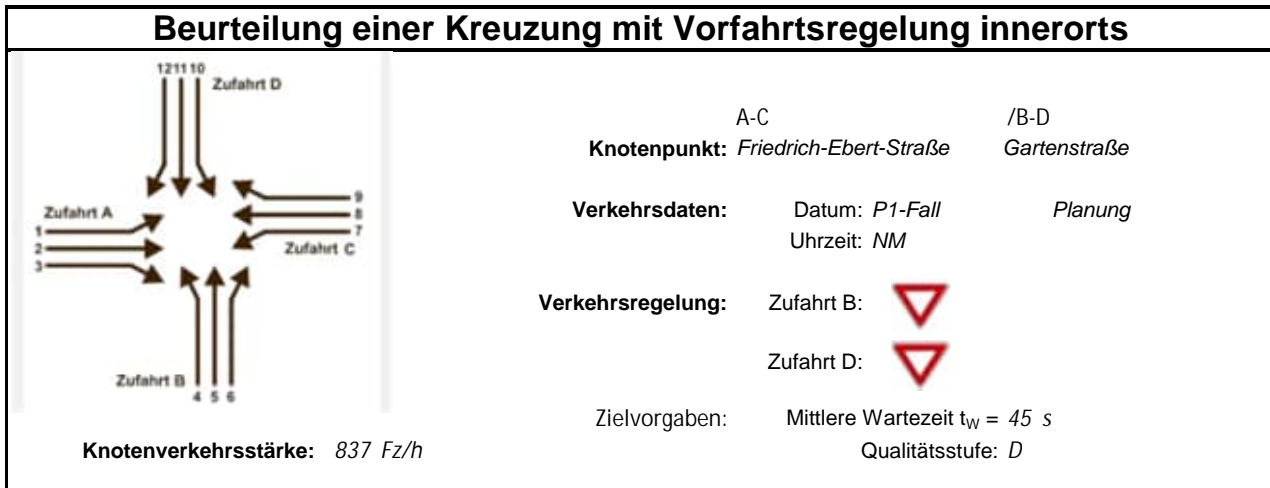 Beurteilung einer Kreuzung mit Vorfahrtsregelung innerorts
121110
Zufahrt D
Zufahrt A
1
2
3
9
8
7
Zufahrt C
Zufahrt B
4 5 6
Knotenverkehrsstärke: 837 Fz/h
A-C /B-D
Knotenpunkt: Friedrich-Ebert-Straße Gartenstraße
Verkehrsdaten: Datum: P1-Fall Planung
Uhrzeit: NM
Verkehrsregelung: Zufahrt B:
Zufahrt D:
Zielvorgaben: Mittlere Wartezeit tW = 45 s
Qualitätsstufe: D